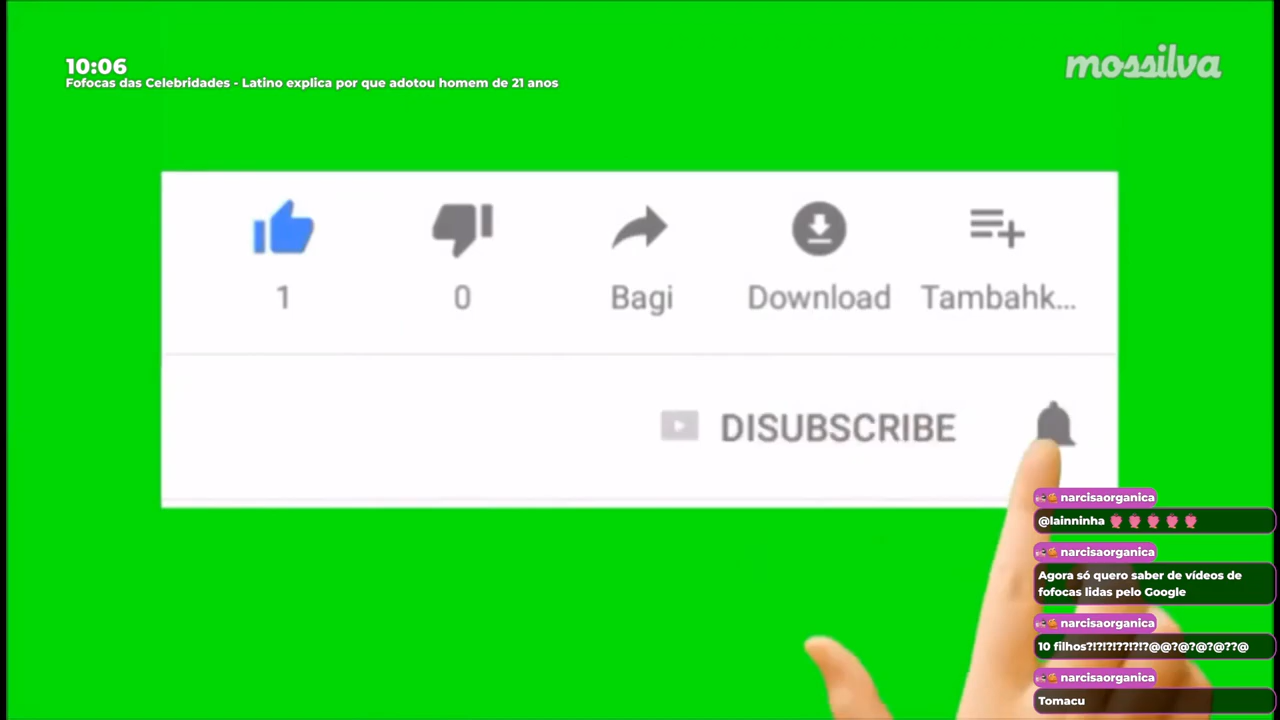 10:06
Fofocas das Celebridades - Latino explica por que adotou homem de 21 anos
mossilva
1
0
Bagi
Download
Tambahk...
DISUBSCRIBE
narcisaorganica
@lainninha
narcisaorganica
Agora só quero saber de vídeos de
fofocas lidas pelo Google
narcisaorganica
10 filhos?!?!?!??!?!?@@?@?@?@??@
narcisaorganica
Tomacu